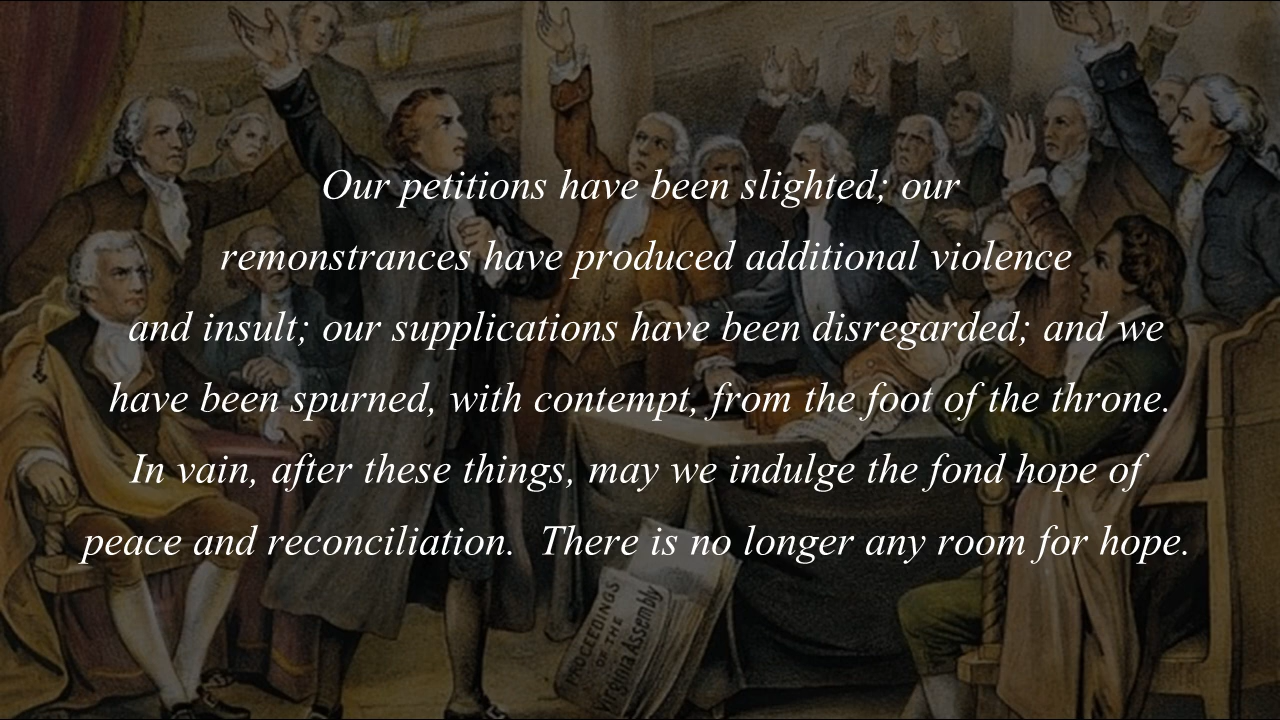 Our petitions have been slighted; our
remonstrances have produced additional violence
and insult; our supplications have been disregarded; and we
have been spurned, with contempt, from the foot of the throne.
In vain, after these things, may we indulge the fond hope of
peace and reconciliation.  There is no longer any room for hope.
PROCEEDINGS
OF THE
Virginia Assembly